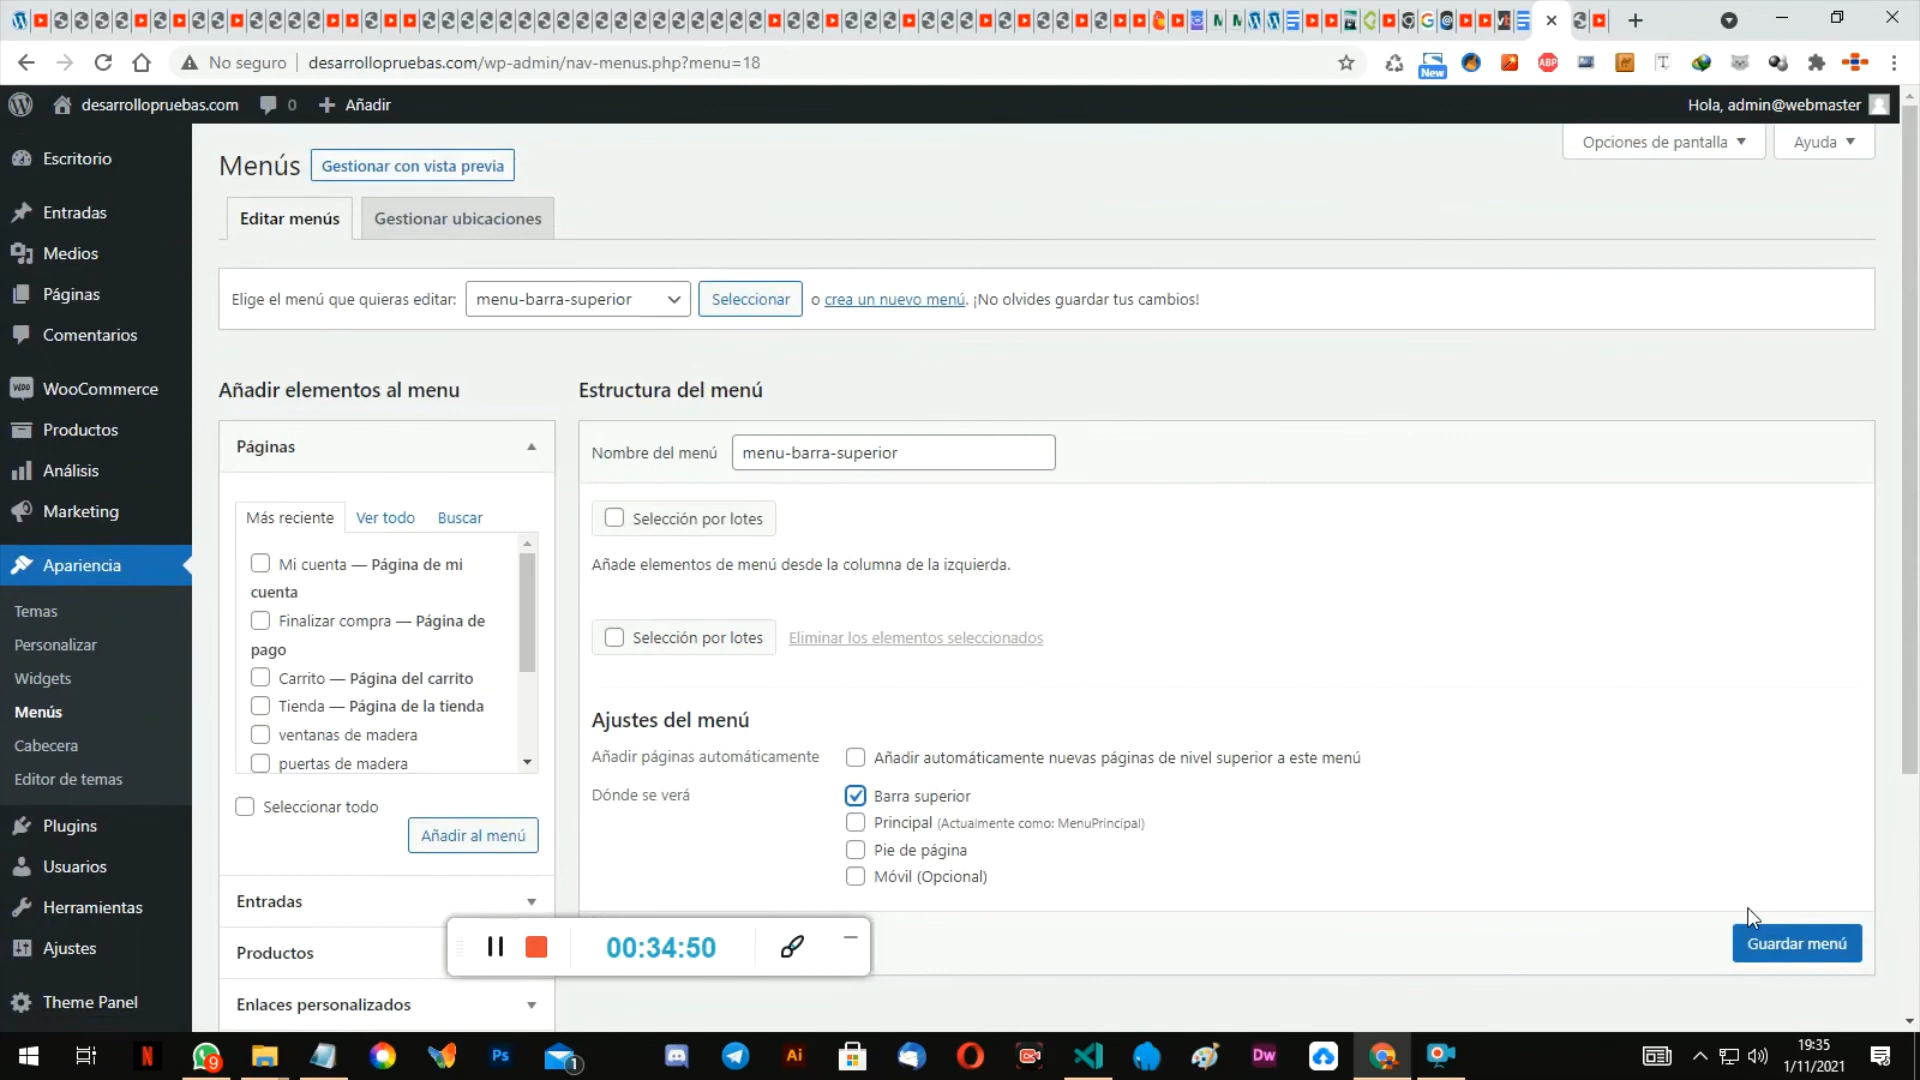 No seguro
desarrollopruebas.com/wp-admin/nav-menus.php?menu=18
New
ABP
desarrollopruebas.com
0
Añadir
Hola, admin@webmaster
Opciones de pantalla
Ayuda
Escritorio
Entradas
Medios
Páginas
Comentarios
WooCommerce
Productos
Análisis
Marketing
Apariencia
Temas
Personalizar
Widgets
Menús
Cabecera
Editor de temas
Plugins
Usuarios
Herramientas
Ajustes
Theme Panel
Menús
Gestionar con vista previa
Editar menús
Gestionar ubicaciones
Elige el menú que quieras editar: menu-barra-superior Seleccionar o crea un nuevo menú. ¡No olvides guardar tus cambios!
Añadir elementos al menu
Páginas
Más reciente
Ver todo
Buscar
Mi cuenta — Página de mi
cuenta
Finalizar compra — Página de
pago
Carrito — Página del carrito
Tienda — Página de la tienda
ventanas de madera
puertas de madera
Seleccionar todo
Añadir al menú
Entradas
Productos
Enlaces personalizados
Estructura del menú
Nombre del menú menu-barra-superior
Selección por lotes
Añade elementos de menú desde la columna de la izquierda.
Selección por lotes Eliminar los elementos seleccionados
Ajustes del menú
Añadir páginas automáticamente Añadir automáticamente nuevas páginas de nivel superior a este menú
Dónde se verá Barra superior
Principal (Actualmente como: MenuPrincipal)
Pie de página
Móvil (Opcional)
Guardar menú
00:34:50
N
9
Ps
1
Ai
Dw
19:35
1/11/2021